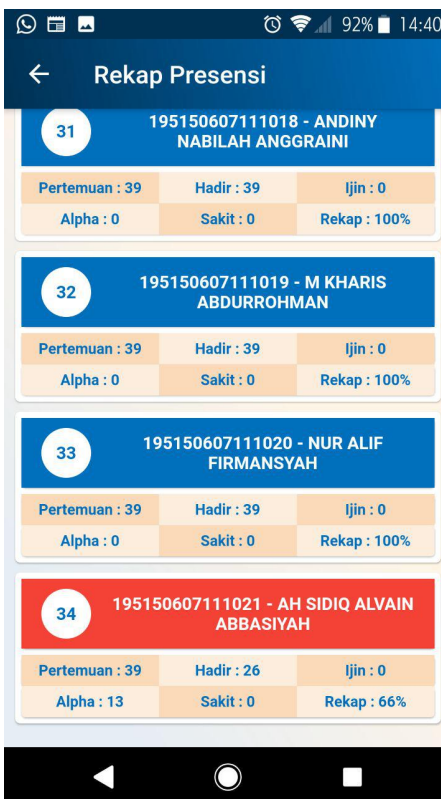 92% 14:40
Rekap Presensi
31
195150607111018 - ANDINY
NABILAH ANGGRAINI
Pertemuan : 39 Hadir : 39 Ijin : 0
Alpha : 0 Sakit : 0 Rekap : 100%
32
195150607111019 - M KHARIS
ABDURROHMAN
Pertemuan : 39 Hadir : 39 Ijin : 0
Alpha : 0 Sakit : 0 Rekap : 100%
33
195150607111020 - NUR ALIF
FIRMANSYAH
Pertemuan : 39 Hadir : 39 Ijin : 0
Alpha : 0 Sakit : 0 Rekap : 100%
34
195150607111021 - AH SIDIQ ALVAIN
ABBASIYAH
Pertemuan : 39 Hadir : 26 Ijin : 0
Alpha : 13 Sakit : 0 Rekap : 66%